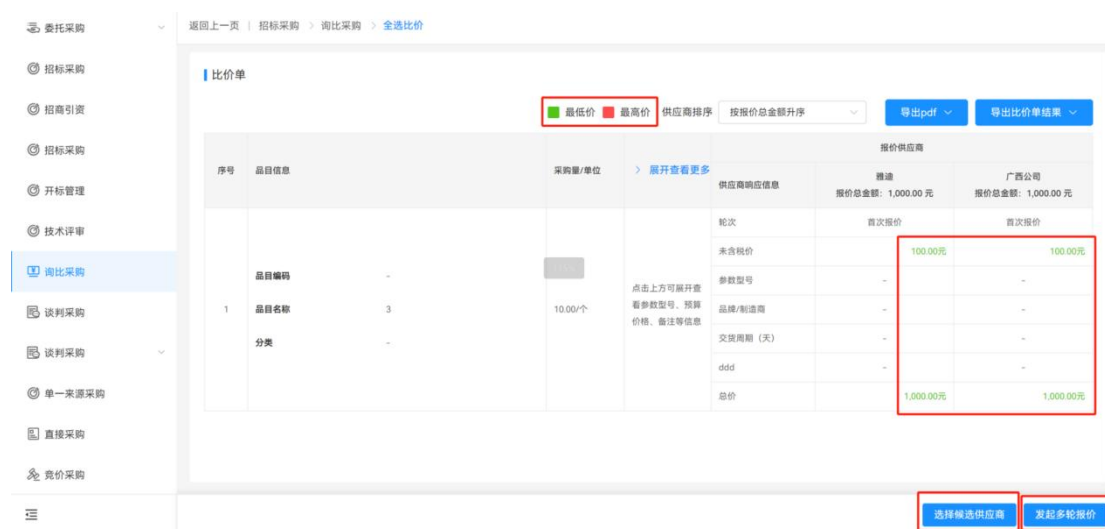 委托采购
返回上一页 | 招标采购 > 询比采购 > 全选比价
招标采购
招商引资
招标采购
开标管理
技术评审
询比采购
谈判采购
谈判采购
单一来源采购
直接采购
竞价采购
比价单
最低价 最高价 供应商排序 按报价总金额升序 导出pdf 导出比价单结果
序号 品目信息 采购量/单位 > 展开查看更多 供应商响应信息 报价供应商
雅迪 广西公司
报价总金额: 1,000.00 元 报价总金额: 1,000.00 元
轮次 首次报价 首次报价
未含税价 100.00元 100.00元
参数型号 - -
品牌/制造商 - -
交货周期（天） - -
ddd - -
总价 1,000.00元 1,000.00元
1
品目编码 -
品目名称 3
分类 -
10.00/个
点击上方可展开查
看参数型号、预算
价格、备注等信息
选择候选供应商 发起多轮报价